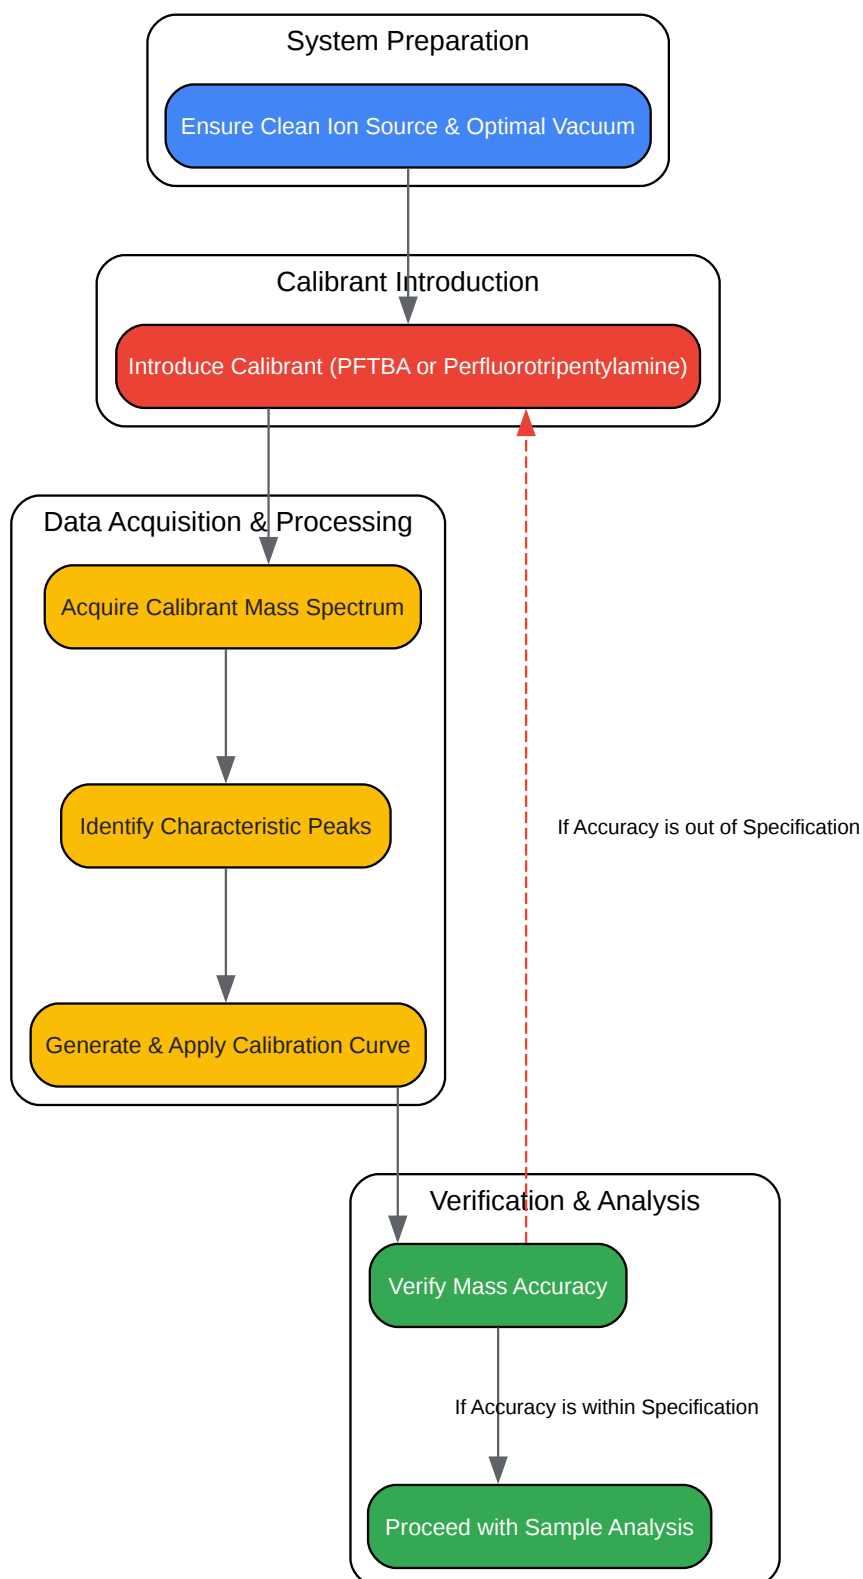 System Preparation
Ensure Clean Ion Source & Optimal Vacuum
Calibrant Introduction
Introduce Calibrant (PFTBA or Perfluorotripentylamine)
Data Acquisition & Processing
Acquire Calibrant Mass Spectrum
Identify Characteristic Peaks
If Accuracy is out of Specification
Generate & Apply Calibration Curve
Verification & Analysis
Verify Mass Accuracy
If Accuracy is within Specification
Proceed with Sample Analysis